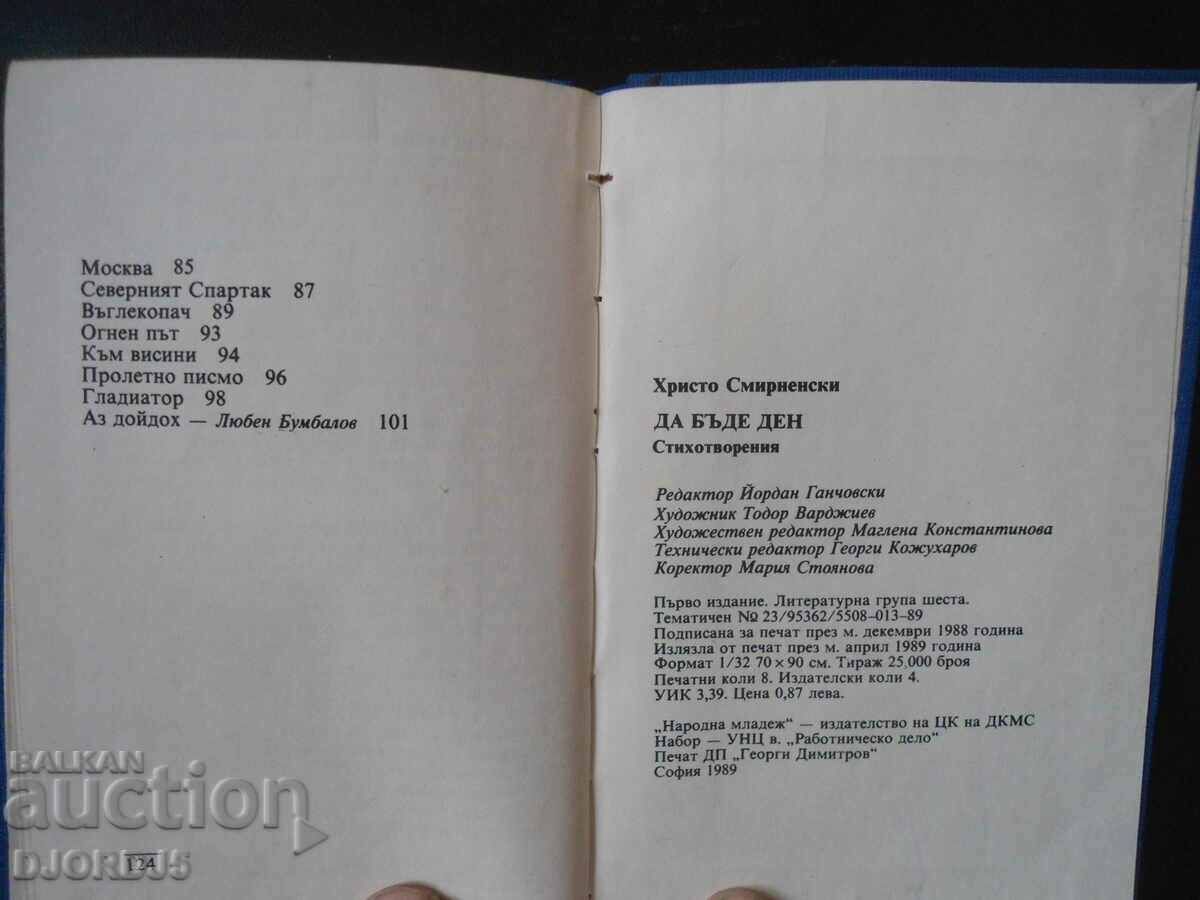 Москва 85
Северният Спартак 87
Въглекопач 89
Огнен път 93
Към висини 94
Пролетно писмо 96
Гладиатор 98
Аз дойдох — Любен Бумбалов 101
124
Христо Смирненски
ДА БЪДЕ ДЕН
Стихотворения
Редактор Йордан Ганчовски
Художник Тодор Варджиев
Художествен редактор Маглена Константинова
Технически редактор Георги Кожухаров
Коректор Мария Стоянова
Първо издание. Литературна група шеста.
Тематичен № 23/95362/5508–013–89
Подписана за печат през м. декември 1988 година
Излязла от печат през м. април 1989 година
Формат 1/32 70 × 90 см. Тираж 25,000 броя
Печатни коли 8. Издателски коли 4.
УИК 3,39. Цена 0,87 лева.
„Народна младеж“ — издателство на ЦК на ДКМС
Набор — УНЦ в. „Работническо дело“
Печат ДП „Георги Димитров“
София 1989
BALKAN
auction
DJORD15